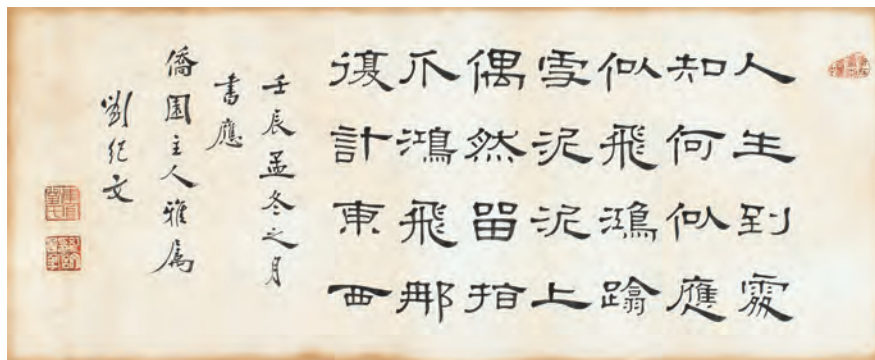 人生到處
知何似應
似飛鴻蹋
雪泥泥上
偶然留指
爪鴻飛那
復計東西
壬辰孟冬之月
書應
僑園主人雅屬
劉紀文